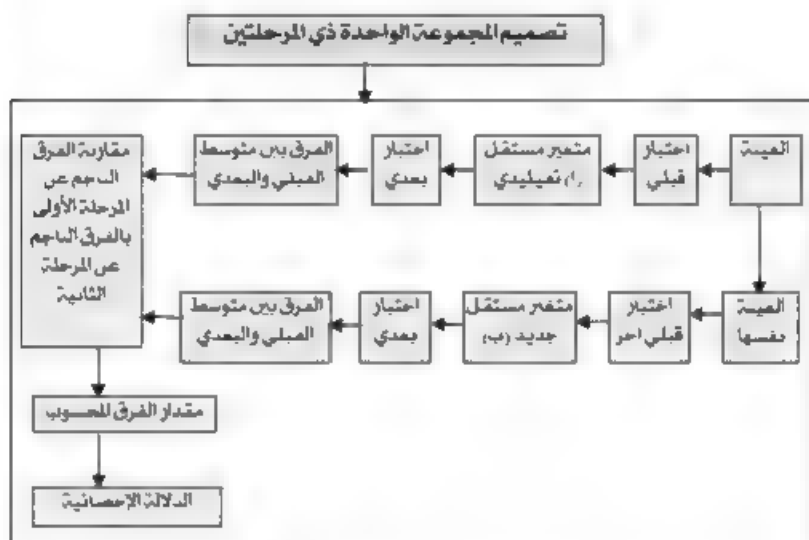 تصميم المجموعة الواحدة ذي المرحلتين
العينة
اختبار
قبلي
متغير مستقل
(أ) تقليدي
اختبار
بعدي
الفرق بين متوسط
القبلي والبعدي
مقارنة الفرق
الناجم عن
المرحلة الأولى
بالفرق الناجم
عن المرحلة
الثانية
العينة
نفسها
اختبار
قبلي آخر
متغير مستقل
جديد (ب)
اختبار
بعدي
الفرق بين متوسط
القبلي والبعدي
مقدار الفرق المحسوب
الدلالة الإحصائية